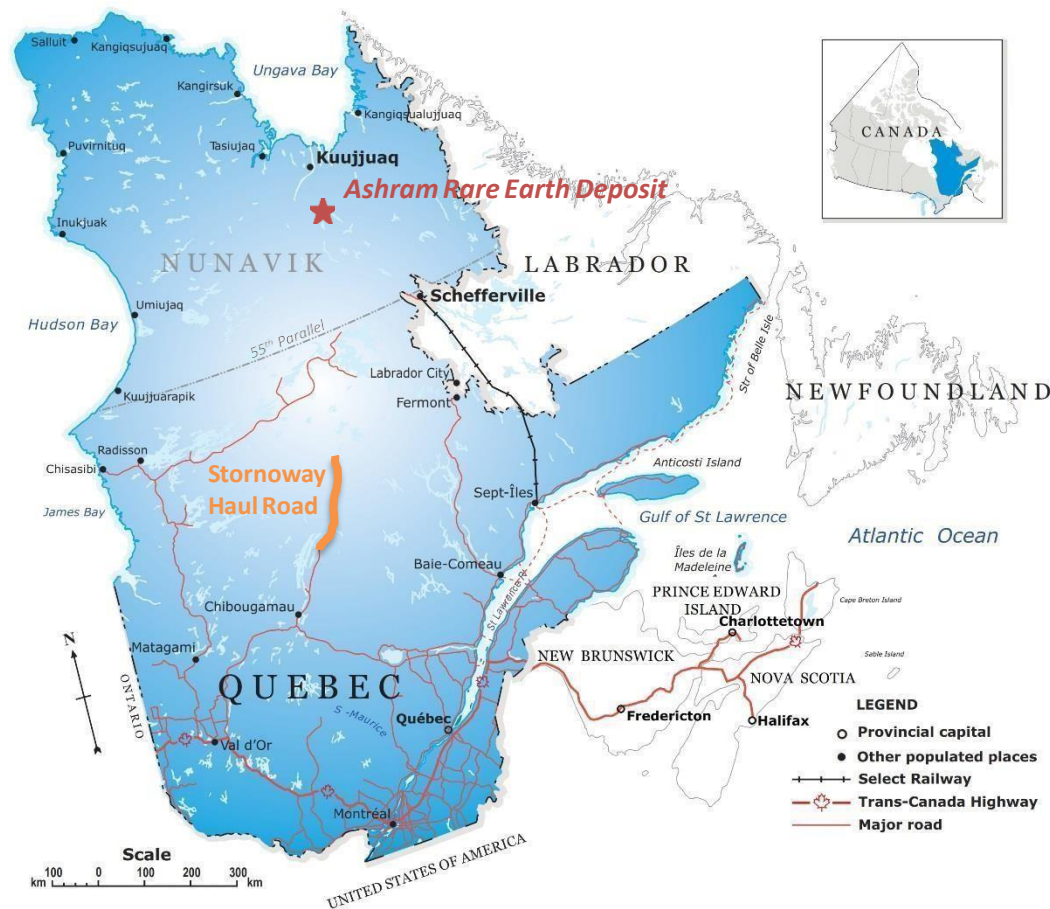 Salluit
Kangiqsujuaq
Ungava Bay
Kangirsuk
Kangiqsualujjuaq
Puvirnituq
Tasiujaq
Kuujjuaq
Ashram Rare Earth Deposit
Inukjuak
NUNAVIK
LABRADOR
Schefferville
Umiujaq
Hudson Bay
55th Parallel
Str of Belle Isle
Labrador City
Fermont
Kuujjuarapik
NEWFOUNDLAND
Radisson
Chisasibi
Stornoway
Haul Road
Anticosti Island
Sept-Îles
James Bay
Gulf of St Lawrence
Atlantic Ocean
Îles de la
Madeleine
Baie-Comeau
St Lawrence R
PRINCE EDWARD
ISLAND
Cape Breton Island
Chibougamau
Charlottetown
N
Matagami
NEW BRUNSWICK
Sable Island
NOVA SCOTIA
ONTARIO
QUEBEC
S -Maurice
Québec
Fredericton
Halifax
Val d'Or
Montréal
UNITED STATES OF AMERICA
CANADA
LEGEND
Provincial capital
Other populated places
Select Railway
Trans-Canada Highway
Major road
Scale
100 0 100 200 300
km km